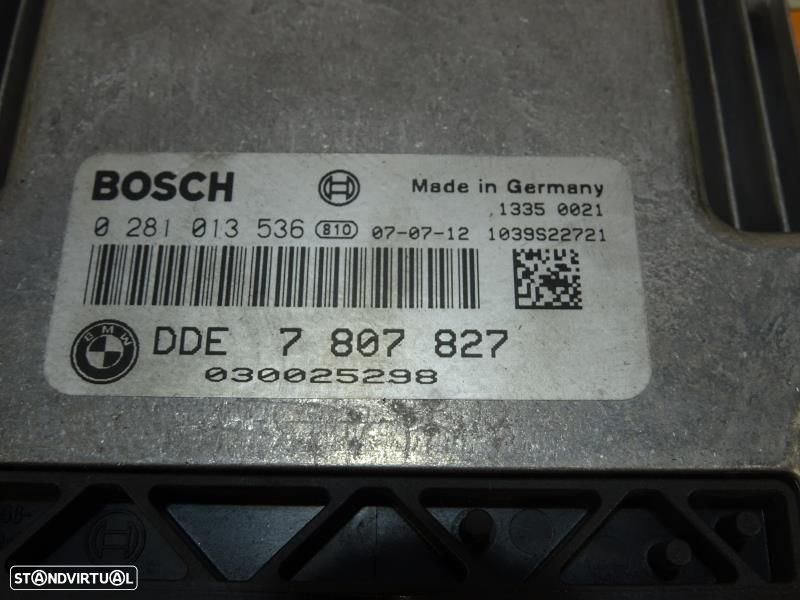 BOSCH
Made in Germany
1335 0021
0 281 013 536 810 07-07-12 1039S22721
BMW
DDE 7 807 827
030025298
STANDVIRTUAL